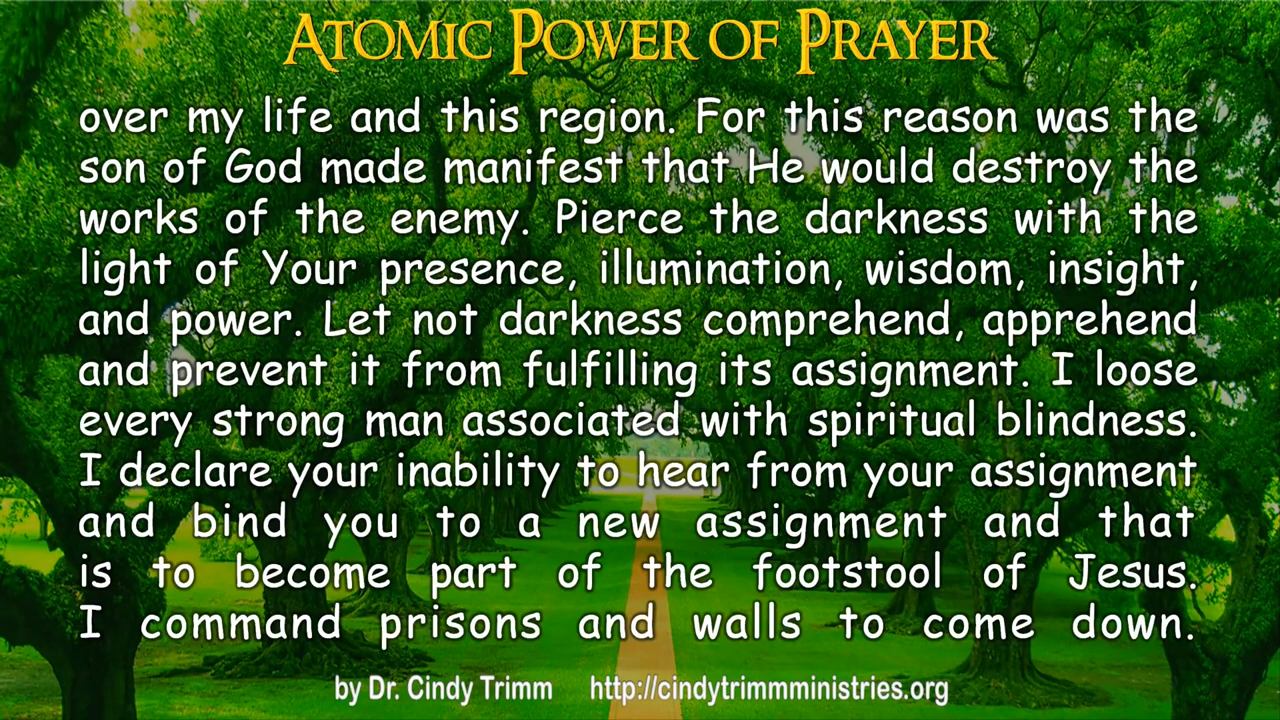 Atomic Power of Prayer
over my life and this region. For this reason was the
son of God made manifest that He would destroy the
works of the enemy. Pierce the darkness with the
light of Your presence, illumination, wisdom, insight,
and power. Let not darkness comprehend, apprehend
and prevent it from fulfilling its assignment. I loose
every strong man associated with spiritual blindness.
I declare your inability to hear from your assignment
and bind you to a new assignment and that
is to become part of the footstool of Jesus.
I command prisons and walls to come down.
by Dr. Cindy Trimm http://cindytrimmministries.org